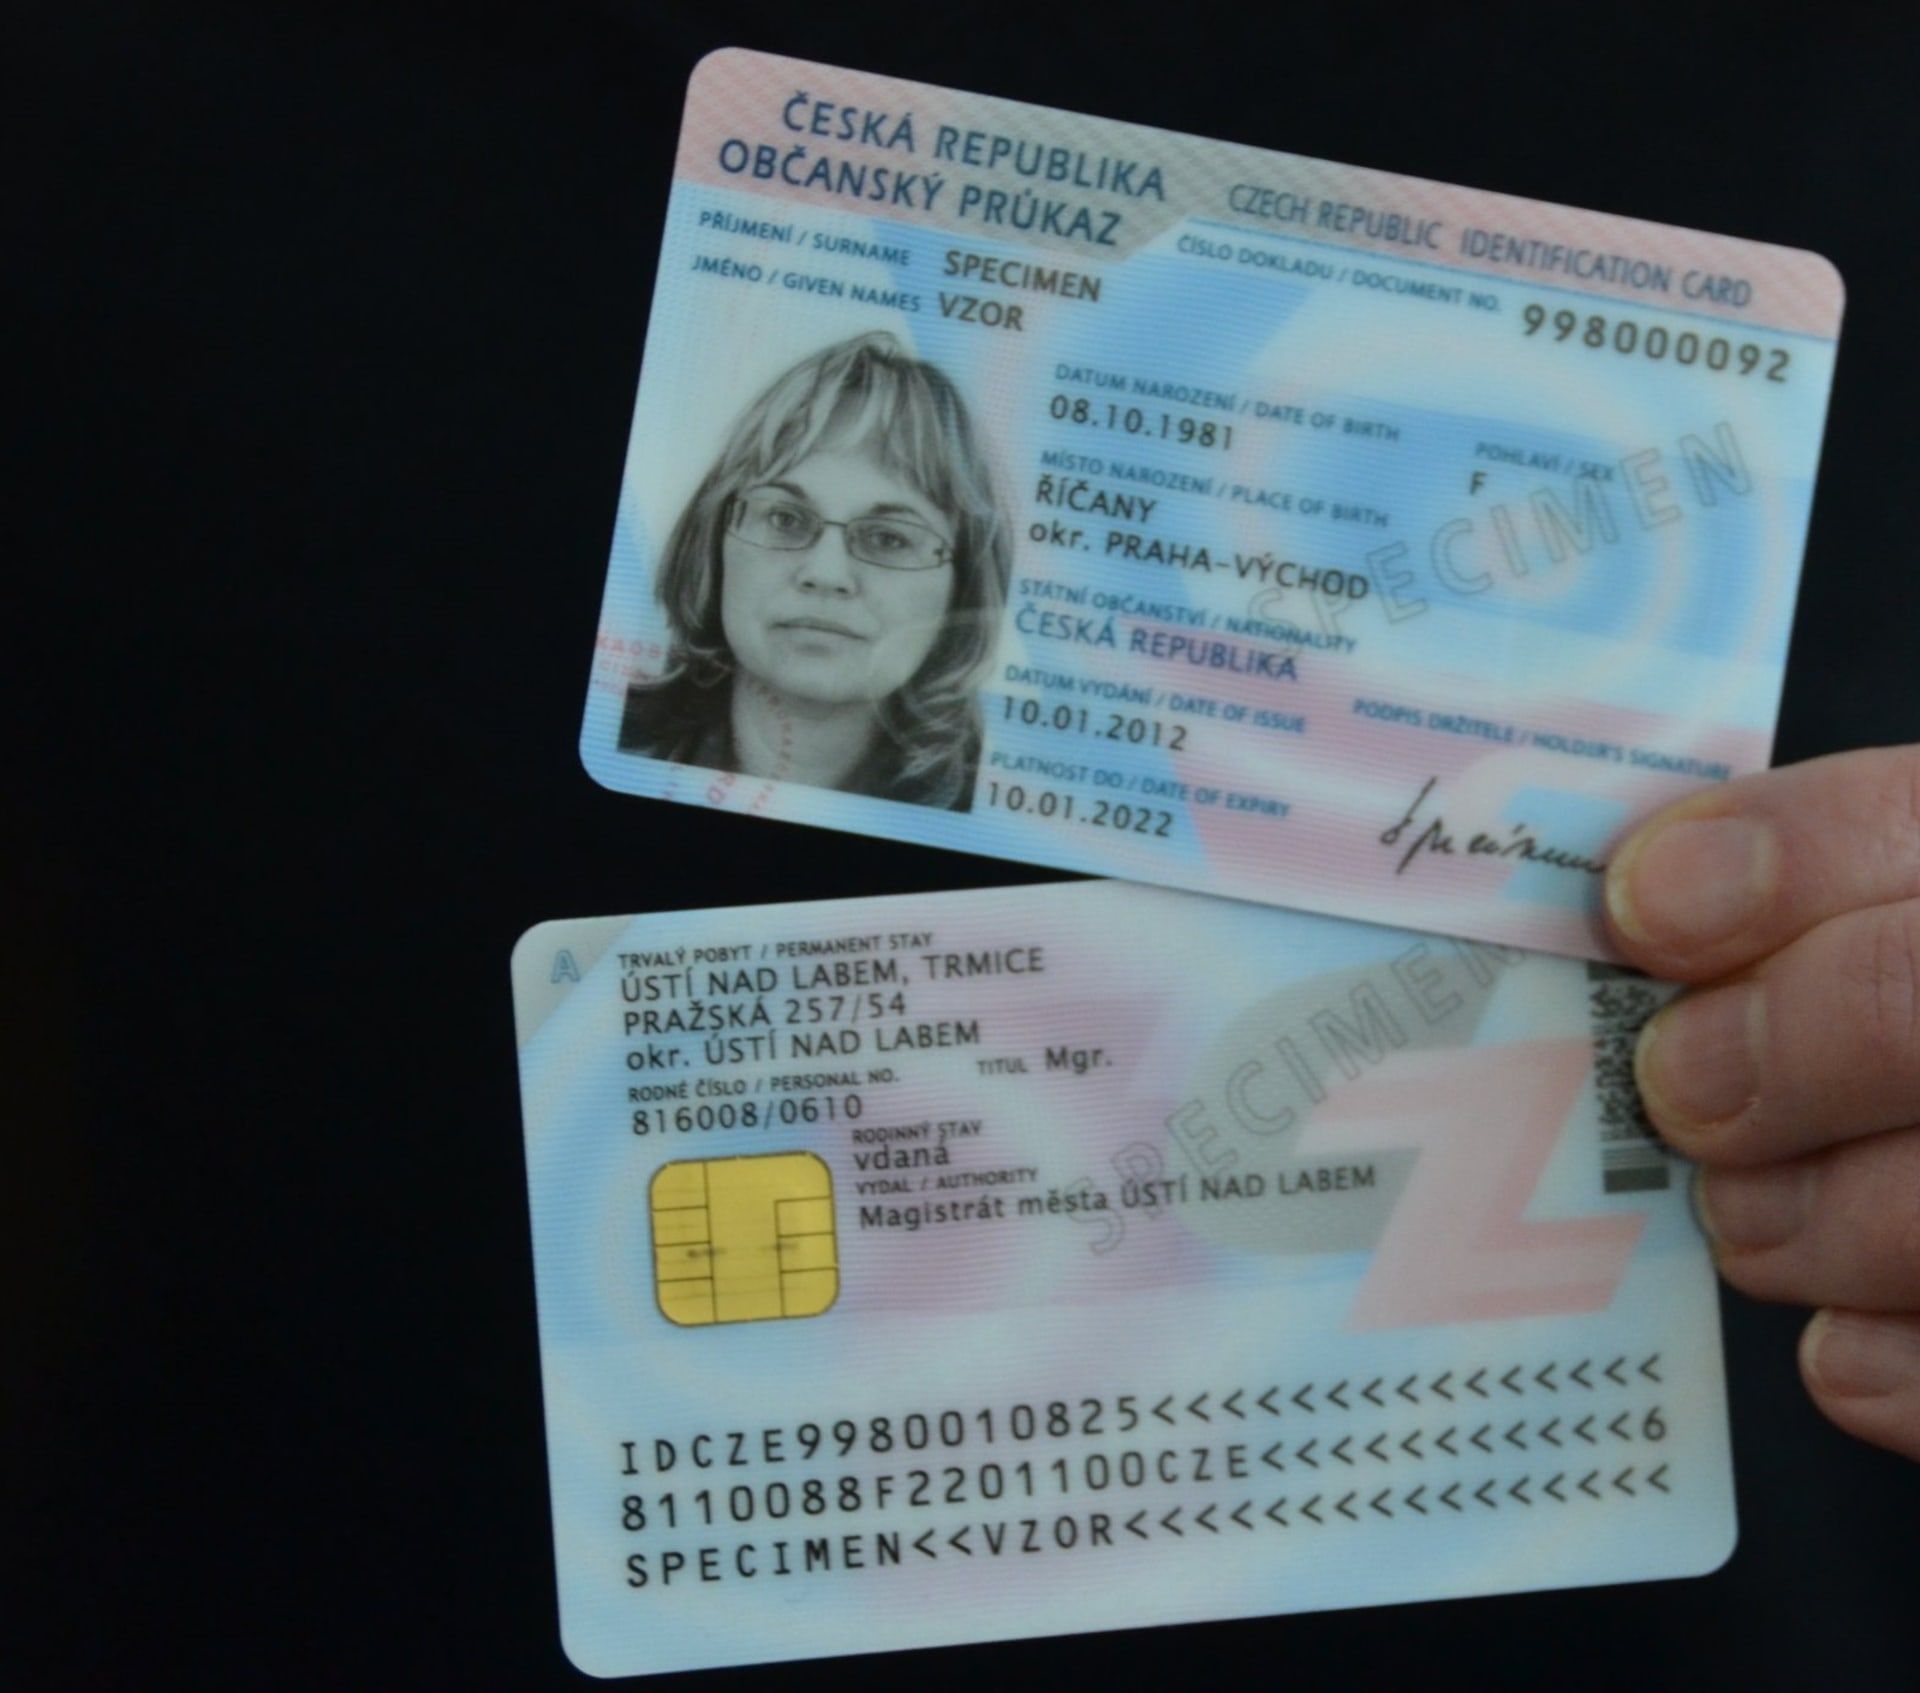 ČESKÁ REPUBLIKA
OBČANSKÝ PRŮKAZ
CZECH REPUBLIC IDENTIFICATION CARD
PŘÍJMENÍ / SURNAME SPECIMEN
JMÉNO / GIVEN NAMES VZOR
ČÍSLO DOKLADU / DOCUMENT NO. 998000092
DATUM NAROZENÍ / DATE OF BIRTH
08.10.1981
POHLAVÍ / SEX
F
MÍSTO NAROZENÍ / PLACE OF BIRTH
ŘÍČANY
okr. PRAHA-VÝCHOD
SPECIMEN
STÁTNÍ OBČANSTVÍ / NATIONALITY
ČESKÁ REPUBLIKA
DATUM VYDÁNÍ / DATE OF ISSUE
10.01.2012
PODPIS DRŽITELE / HOLDER'S SIGNATURE
PLATNOST DO / DATE OF EXPIRY
10.01.2022
Specimen
A
TRVALÝ POBYT / PERMANENT STAY
ÚSTÍ NAD LABEM, TRMICE
PRAŽSKÁ 257/54
okr. ÚSTÍ NAD LABEM
RODNÉ ČÍSLO / PERSONAL NO.
816008/0610
TITUL Mgr.
RODINNÝ STAV
vdaná
VYDAL / AUTHORITY
Magistrát města ÚSTÍ NAD LABEM
SPECIMEN
CZ
IDCZE9980010825<<<<<<<<<<<<<<<
8110088F2201100CZE<<<<<<<<<<<6
SPECIMEN<<VZOR<<<<<<<<<<<<<<<<